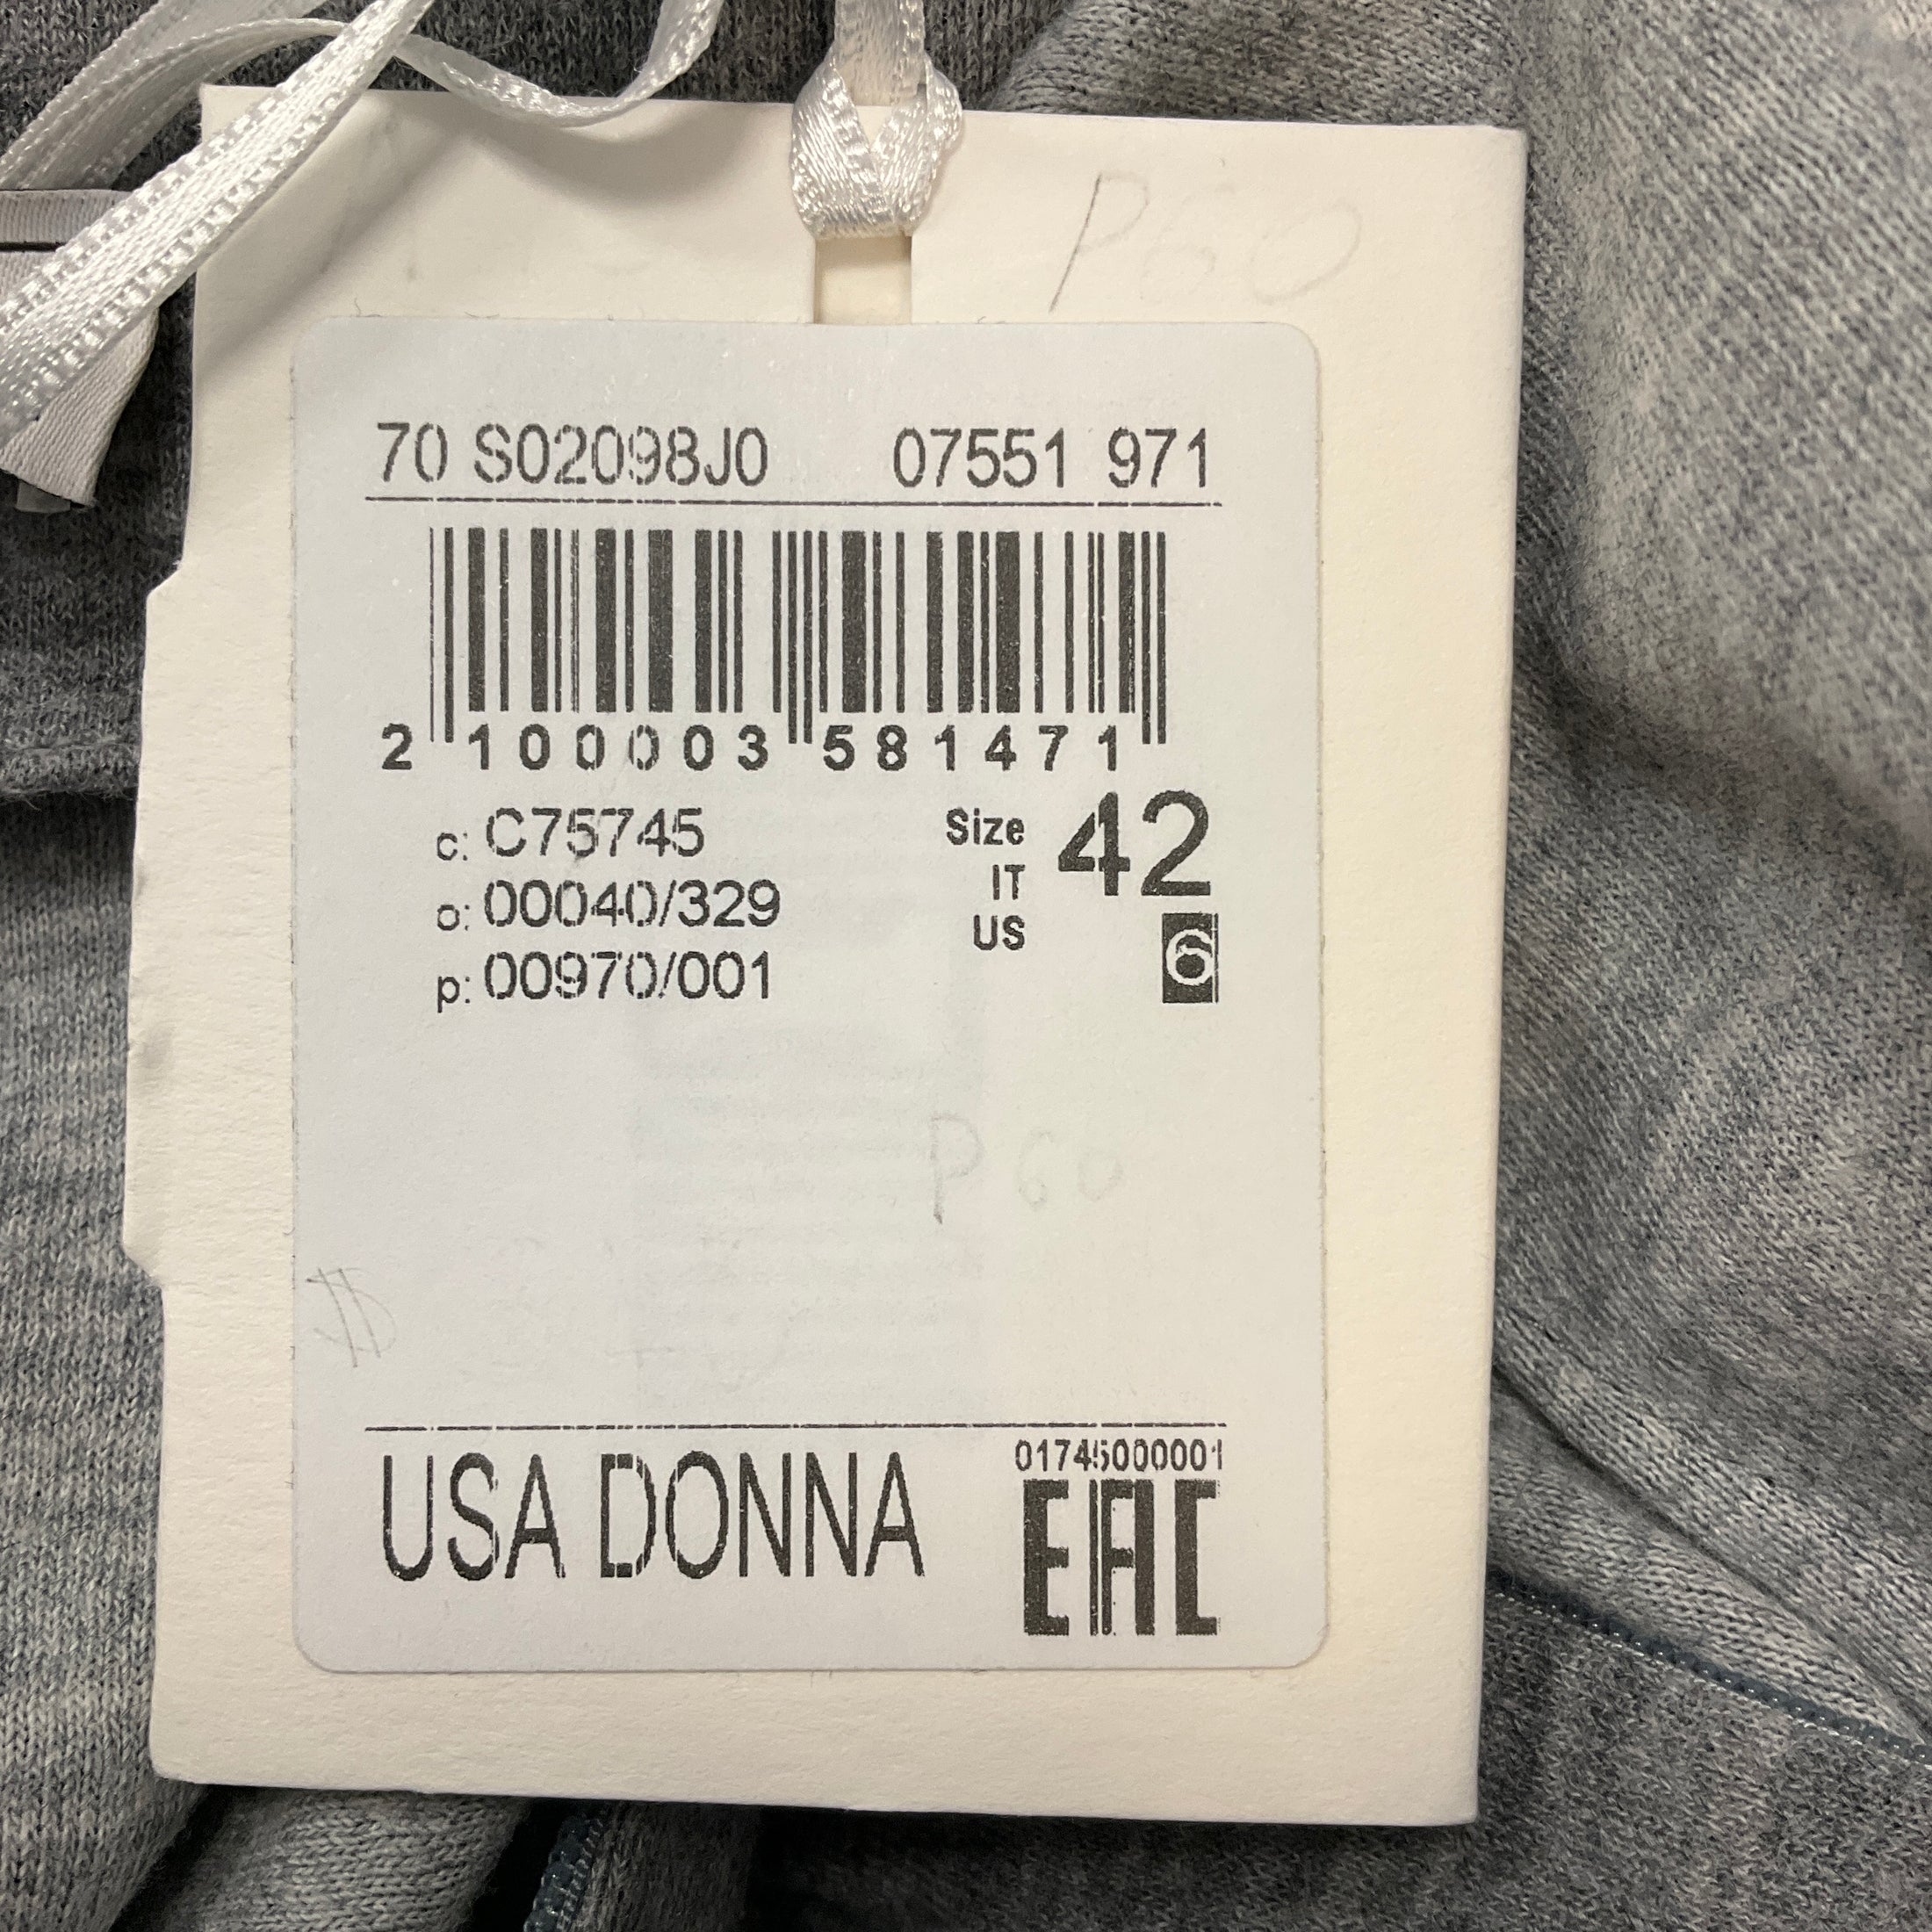 P60
70 S02098J0 07551 971
2 100003 581471
c: C75745
o: 00040/329
p: 00970/001
Size
IT 42
US 6
P60
$
USA DONNA
01745000001
EAC